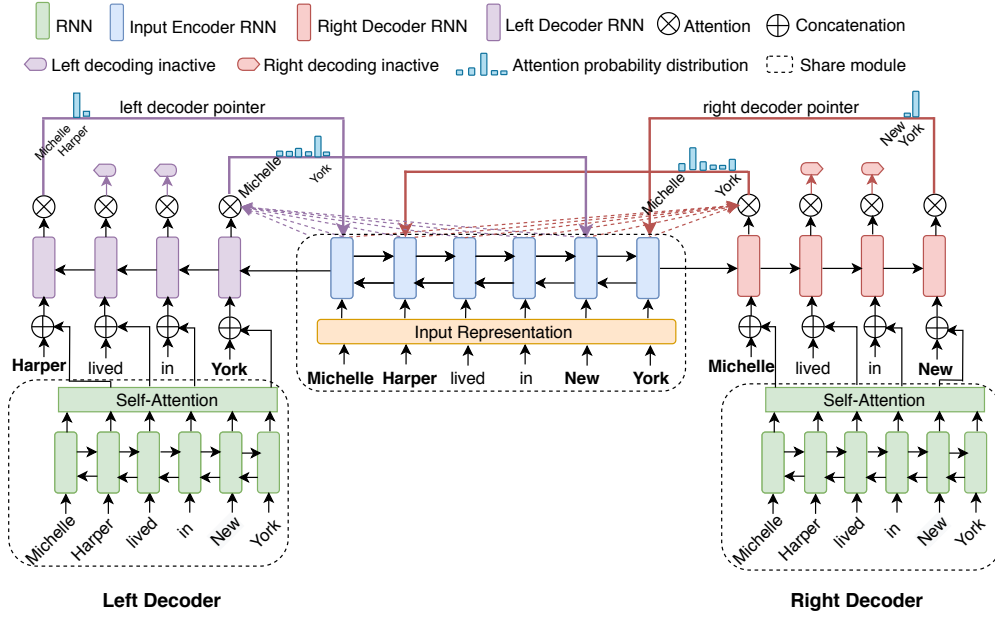 RNN Input Encoder RNN Right Decoder RNN Left Decoder RNN Attention Concatenation
Left decoding inactive Right decoding inactive Attention probability distribution Share module
left decoder pointer right decoder pointer
Michelle
Harper
Michelle
York
Michelle
York
New
York
Input Representation
Harper lived in York
Michelle Harper lived in New York
Michelle lived in New
Self-Attention
Self-Attention
Michelle Harper lived in New York
Michelle Harper lived in New York
Left Decoder Right Decoder